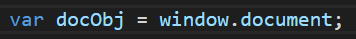 var docObj = window.document;